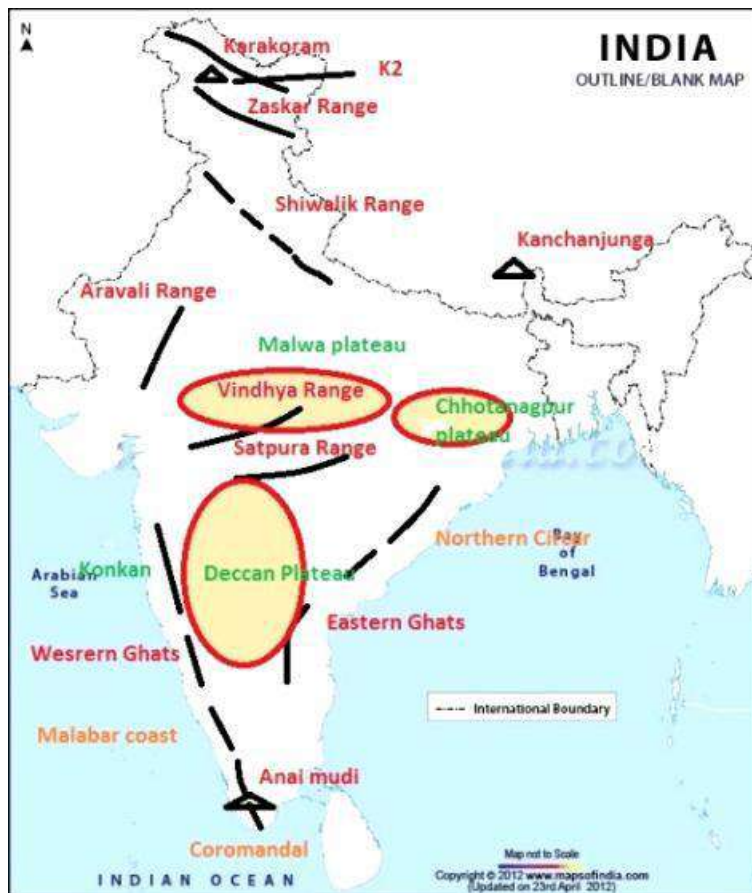 N
INDIA
OUTLINE/BLANK MAP
Karakoram
K2
Zaskar Range
Shiwalik Range
Kanchanjunga
Aravali Range
Malwa plateau
Vindhya Range
Chhotanagpur
plateau
Satpura Range
Northern Circar
Bay
of
Bengal
Konkan
Arabian
Sea
Deccan Plateau
Eastern Ghats
Wesrern Ghats
International Boundary
Malabar coast
Anai mudi
Coromandal
INDIAN OCEAN
Map not to Scale
Copyright © 2012 www.mapsofindia.com
(Updated on 23rd April 2012)